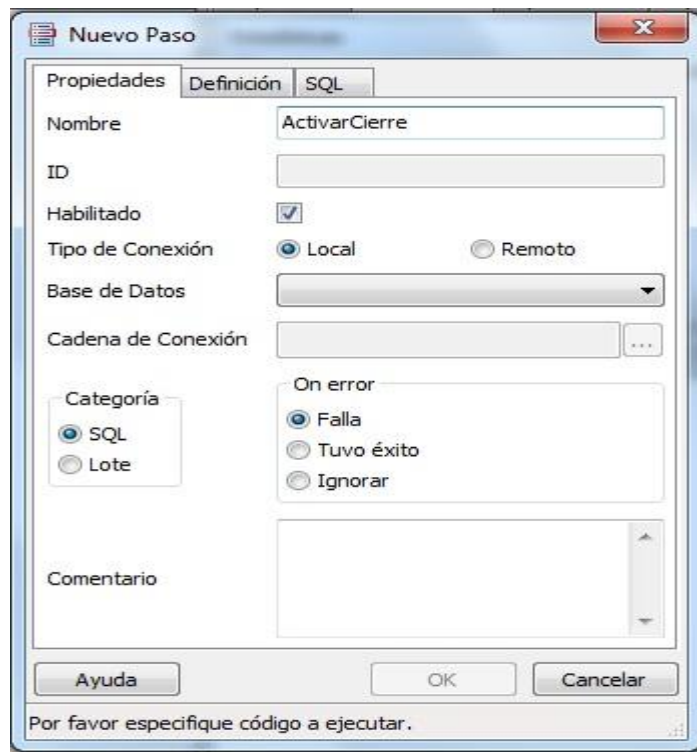 Nuevo Paso
Propiedades Definición SQL
Nombre ActivarCierre
ID
Habilitado
Tipo de Conexión Local Remoto
Base de Datos
Cadena de Conexión ...
Categoría
SQL
Lote
On error
Falla
Tuvo éxito
Ignorar
Comentario
Ayuda OK Cancelar
Por favor especifique código a ejecutar.